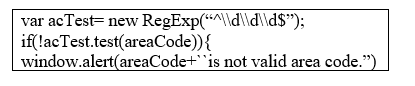 var acTest= new RegExp(“^\\d\\d\\d$”);
if(!acTest.test(areaCode)){
window.alert(areaCode+``is not valid area code.”)